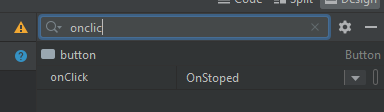 Code Split Design
onclic
button Button
onClick OnStoped